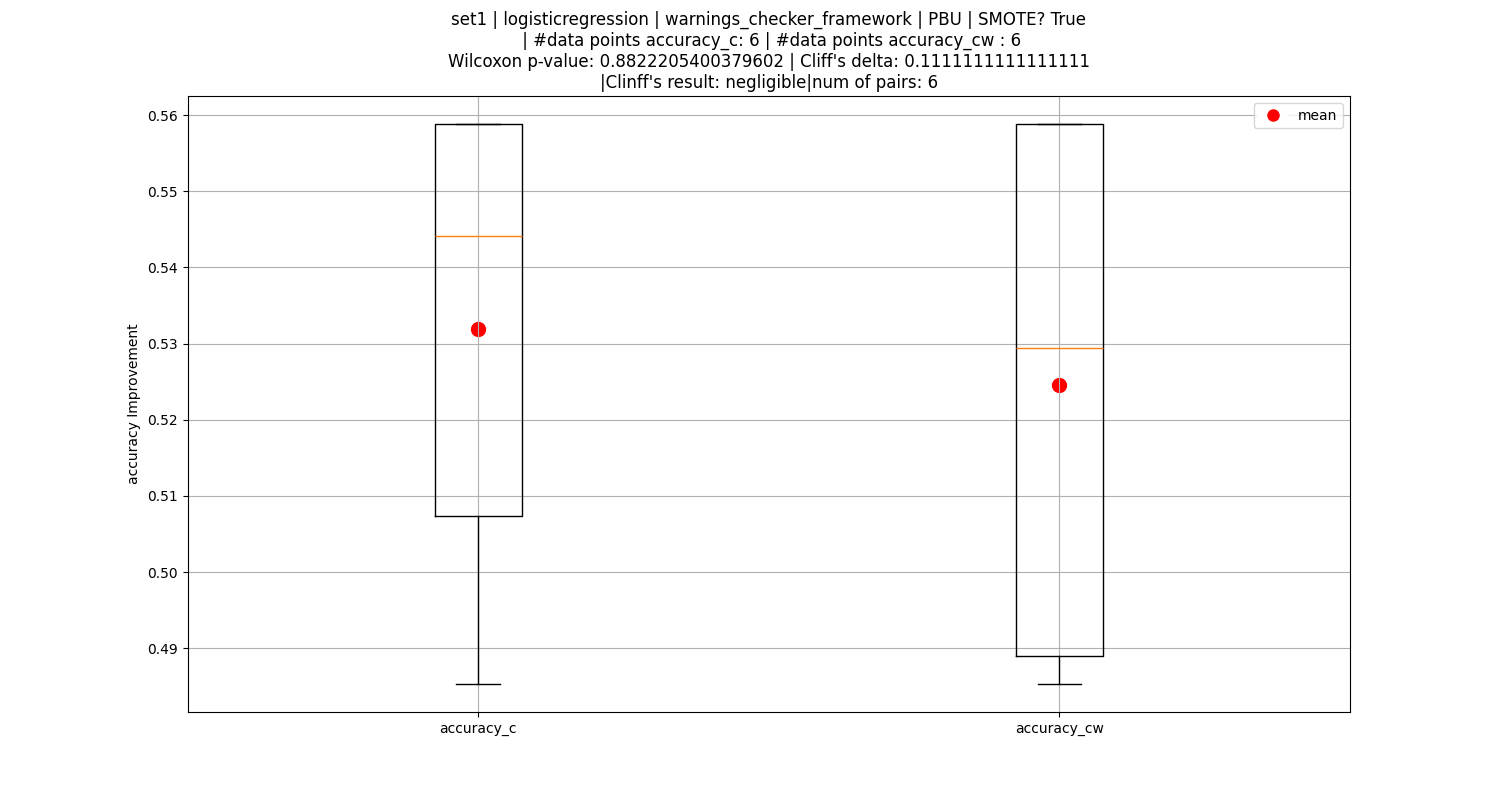 set1 | logisticregression | warnings_checker_framework | PBU | SMOTE? True
| #data points accuracy_c: 6 | #data points accuracy_cw : 6
Wilcoxon p-value: 0.8822205400379602 | Cliff's delta: 0.1111111111111111
|Clinff's result: negligible|num of pairs: 6
mean
0.56
0.55
0.54
0.53
0.52
0.51
0.50
0.49
accuracy Improvement
accuracy_c
accuracy_cw